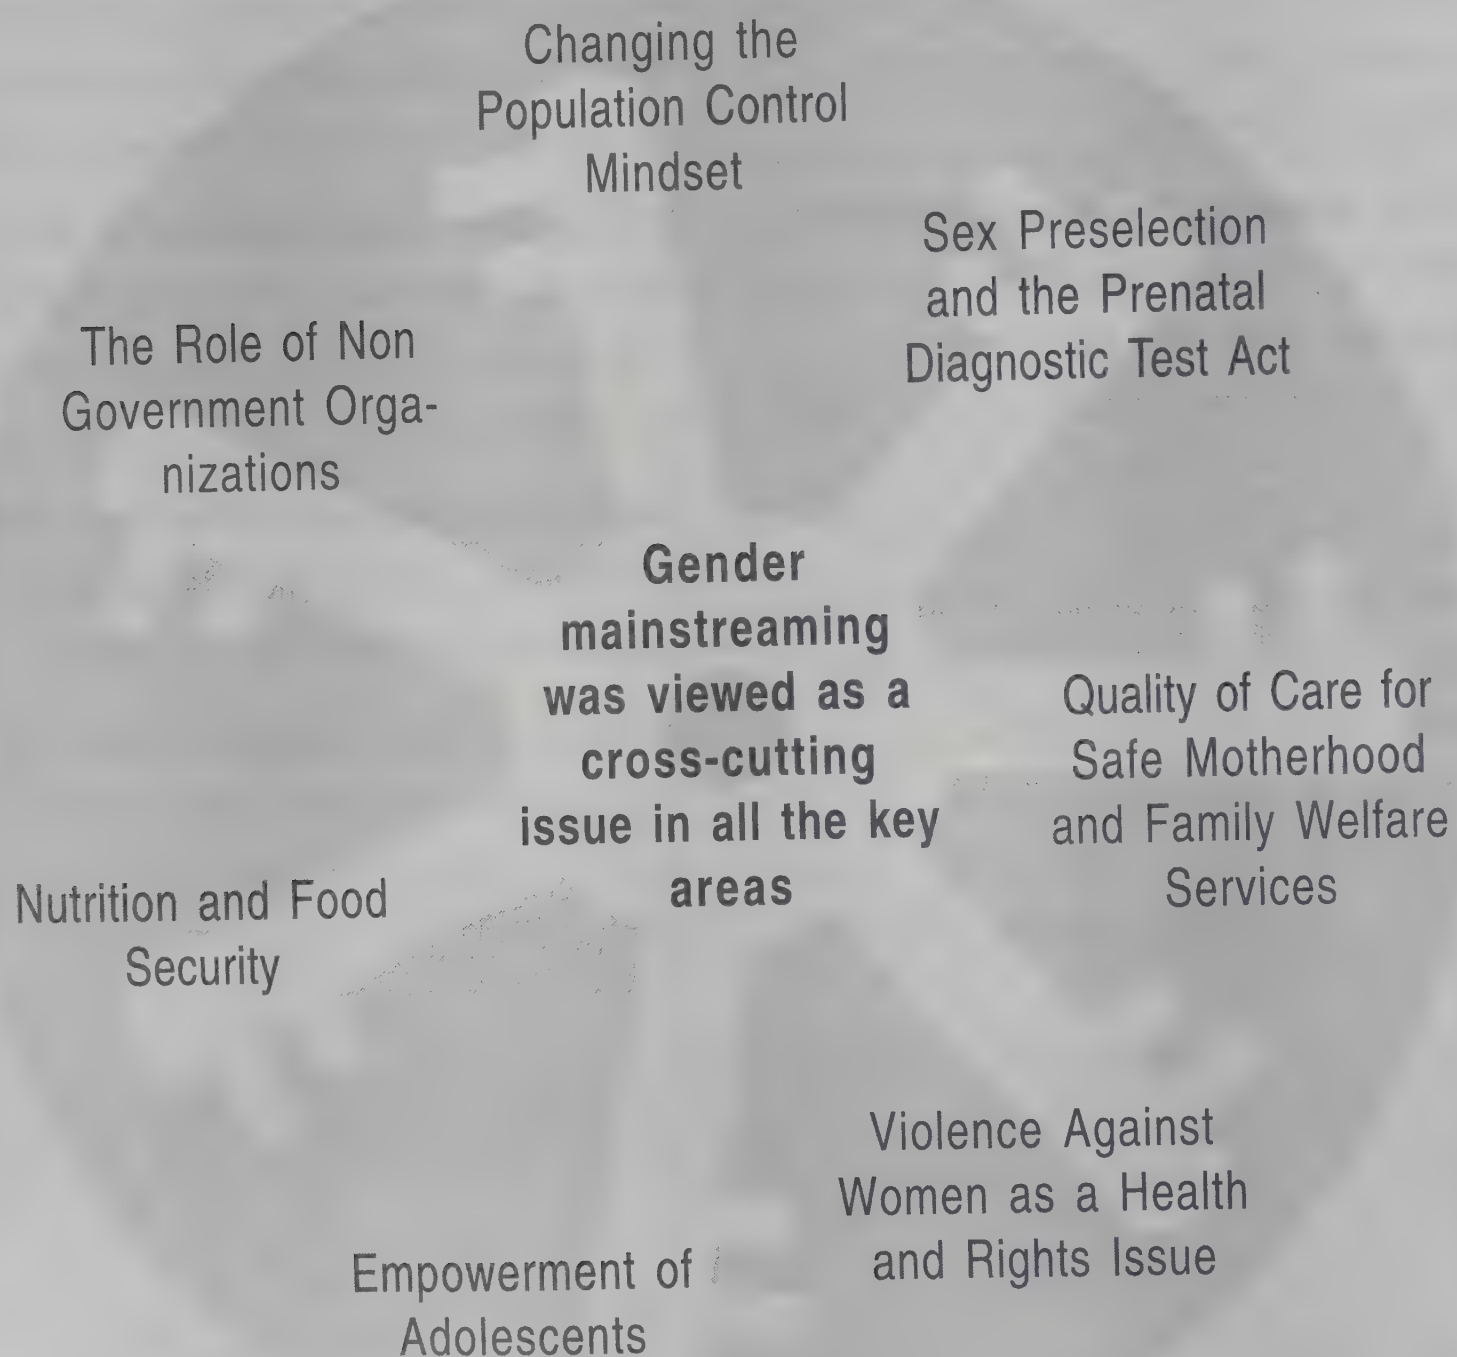 Changing the
Population Control
Mindset
Sex Preselection
and the Prenatal
Diagnostic Test Act
The Role of Non
Government Orga-
nizations
Gender
mainstreaming
was viewed as a
cross-cutting
issue in all the key
areas
Quality of Care for
Safe Motherhood
and Family Welfare
Services
Nutrition and Food
Security
Violence Against
Women as a Health
and Rights Issue
Empowerment of
Adolescents